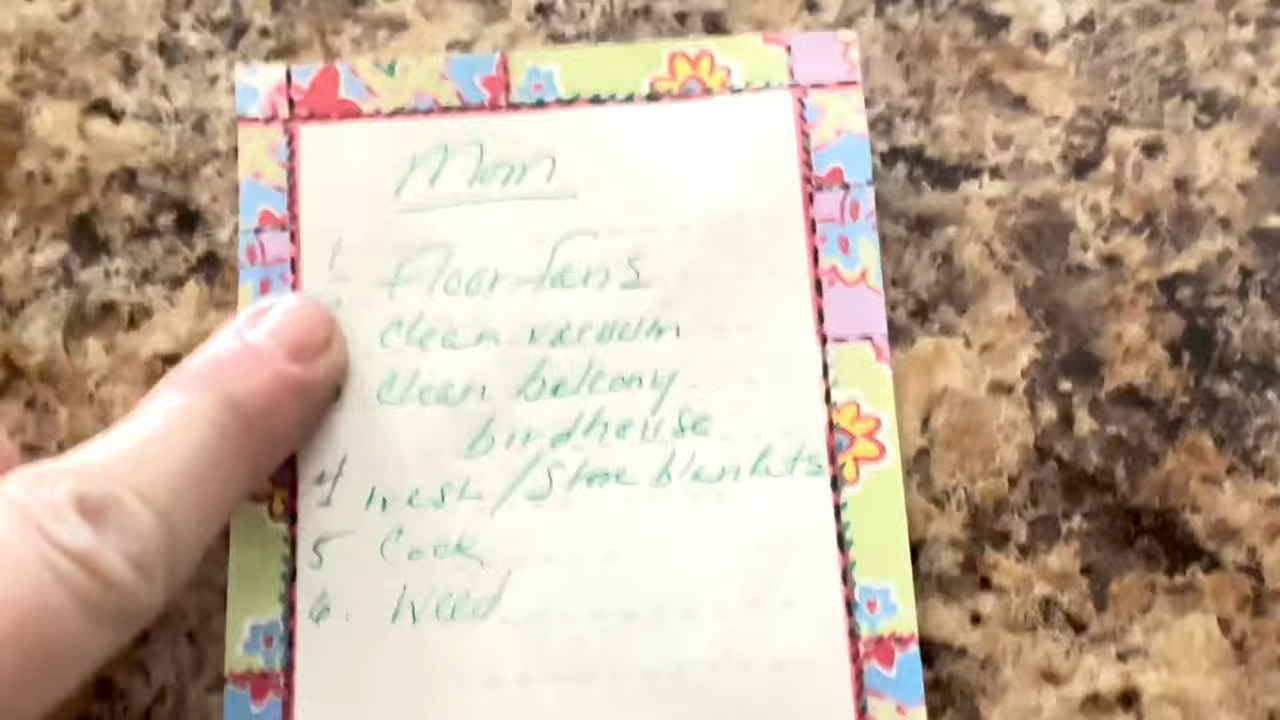 Mom
1 Floor fans
clean vacuum
clean balcony
birdhouse
4 wash/Store blankets
5 Cook
6. Weed